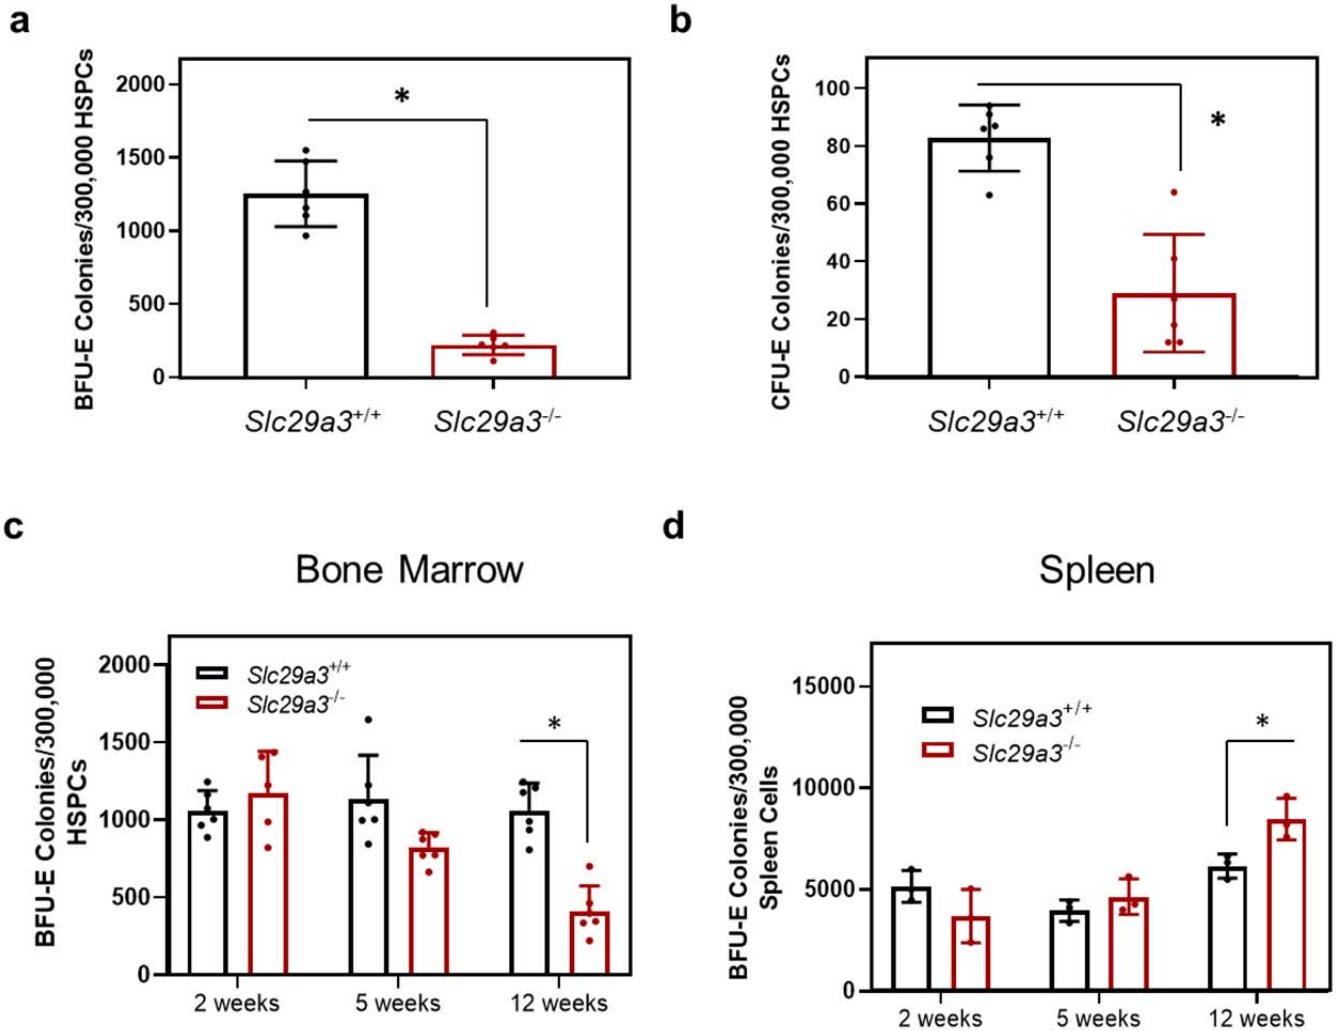 a
BFU-E Colonies/300,000 HSPCs
2000
1500
1000
500
0
*
Slc29a3+/+
Slc29a3-/-
b
CFU-E Colonies/300,000 HSPCs
100
80
60
40
20
0
*
Slc29a3+/+
Slc29a3-/-
c
Bone Marrow
BFU-E Colonies/300,000
HSPCs
2000
1500
1000
500
0
Slc29a3+/+
Slc29a3-/-
*
2 weeks
5 weeks
12 weeks
d
Spleen
BFU-E Colonies/300,000
Spleen Cells
15000
10000
5000
0
Slc29a3+/+
Slc29a3-/-
*
2 weeks
5 weeks
12 weeks